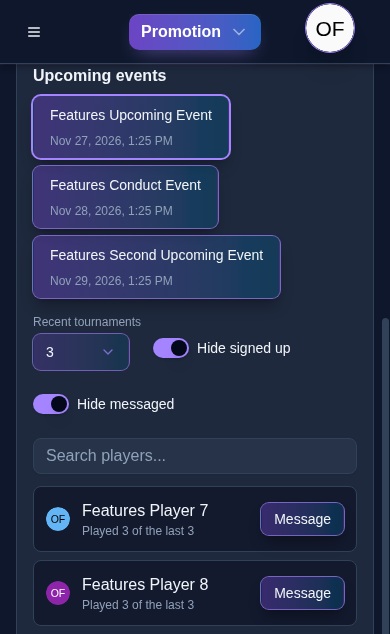 Promotion
OF
Upcoming events
Features Upcoming Event
Nov 27, 2026, 1:25 PM
Features Conduct Event
Nov 28, 2026, 1:25 PM
Features Second Upcoming Event
Nov 29, 2026, 1:25 PM
Recent tournaments
3
Hide signed up
Hide messaged
Search players...
OF
Features Player 7
Played 3 of the last 3
Message
OF
Features Player 8
Played 3 of the last 3
Message